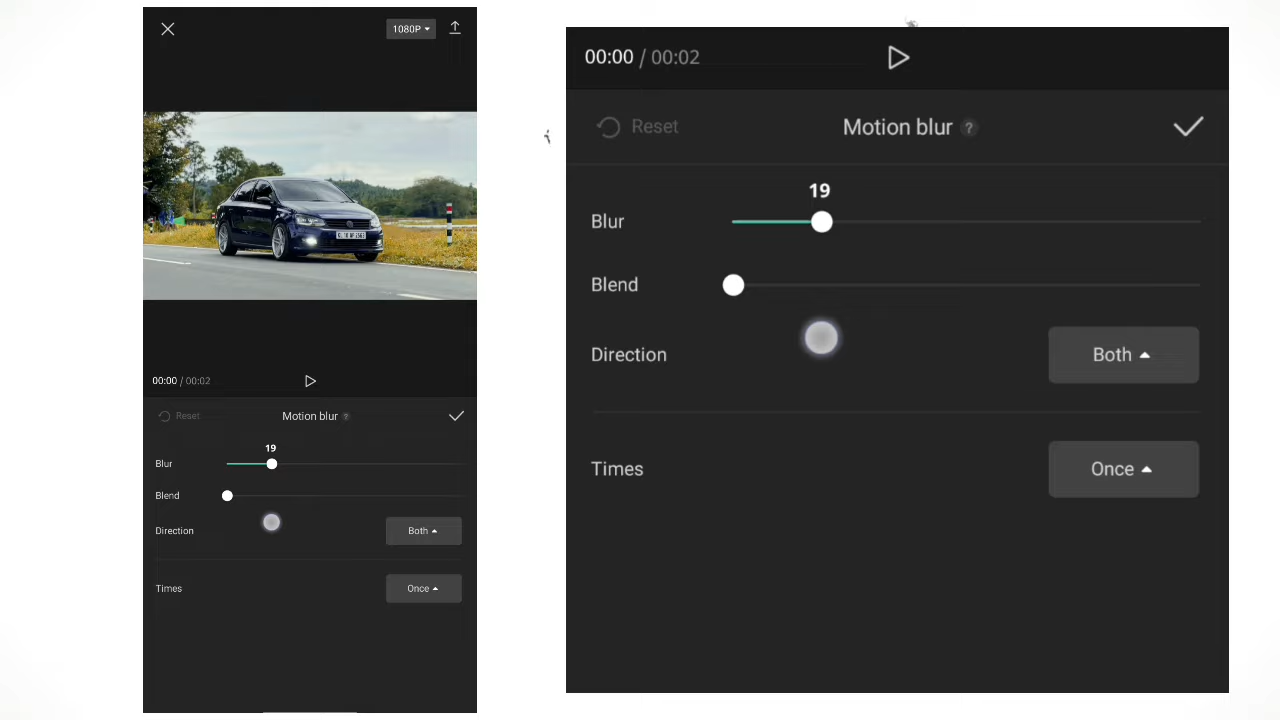 1080P
00:00 / 00:02
Reset Motion blur ?
19
Blur
Blend
Direction Both
Times Once
00:00 / 00:02
Reset Motion blur ?
19
Blur
Blend
Direction Both
Times Once